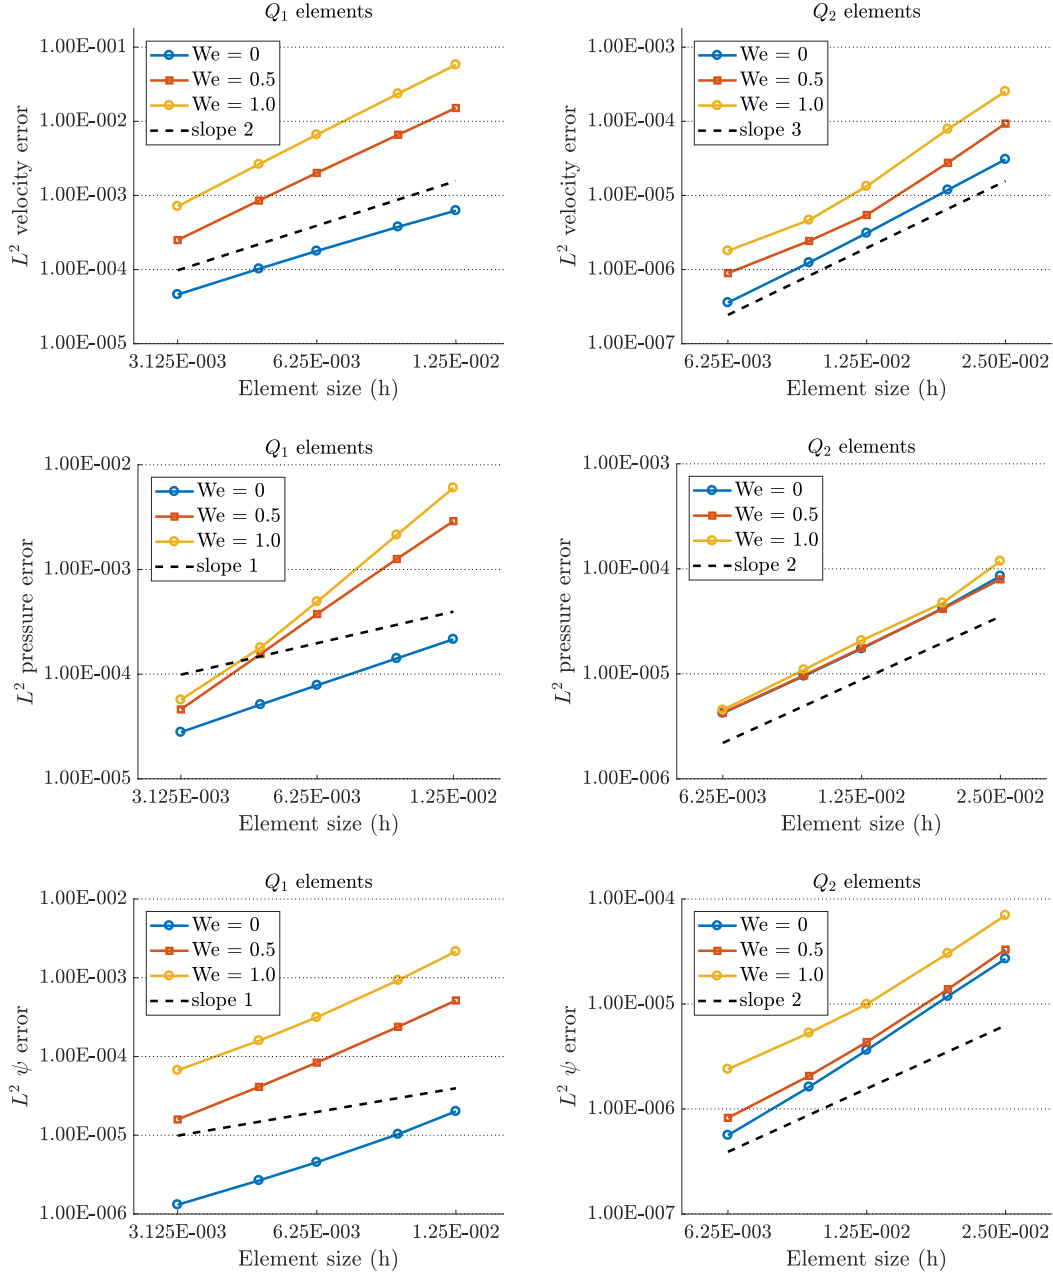 Q1 elements
1.00E-001
1.00E-002
1.00E-003
1.00E-004
1.00E-005
L2 velocity error
We = 0
We = 0.5
We = 1.0
slope 2
3.125E-003 6.25E-003 1.25E-002
Element size (h)
Q2 elements
1.00E-003
1.00E-004
1.00E-005
1.00E-006
1.00E-007
L2 velocity error
We = 0
We = 0.5
We = 1.0
slope 3
6.25E-003 1.25E-002 2.50E-002
Element size (h)
Q1 elements
1.00E-002
1.00E-003
1.00E-004
1.00E-005
L2 pressure error
We = 0
We = 0.5
We = 1.0
slope 1
3.125E-003 6.25E-003 1.25E-002
Element size (h)
Q2 elements
1.00E-003
1.00E-004
1.00E-005
1.00E-006
L2 pressure error
We = 0
We = 0.5
We = 1.0
slope 2
6.25E-003 1.25E-002 2.50E-002
Element size (h)
Q1 elements
1.00E-002
1.00E-003
1.00E-004
1.00E-005
1.00E-006
L2 ψ error
We = 0
We = 0.5
We = 1.0
slope 1
3.125E-003 6.25E-003 1.25E-002
Element size (h)
Q2 elements
1.00E-004
1.00E-005
1.00E-006
1.00E-007
L2 ψ error
We = 0
We = 0.5
We = 1.0
slope 2
6.25E-003 1.25E-002 2.50E-002
Element size (h)